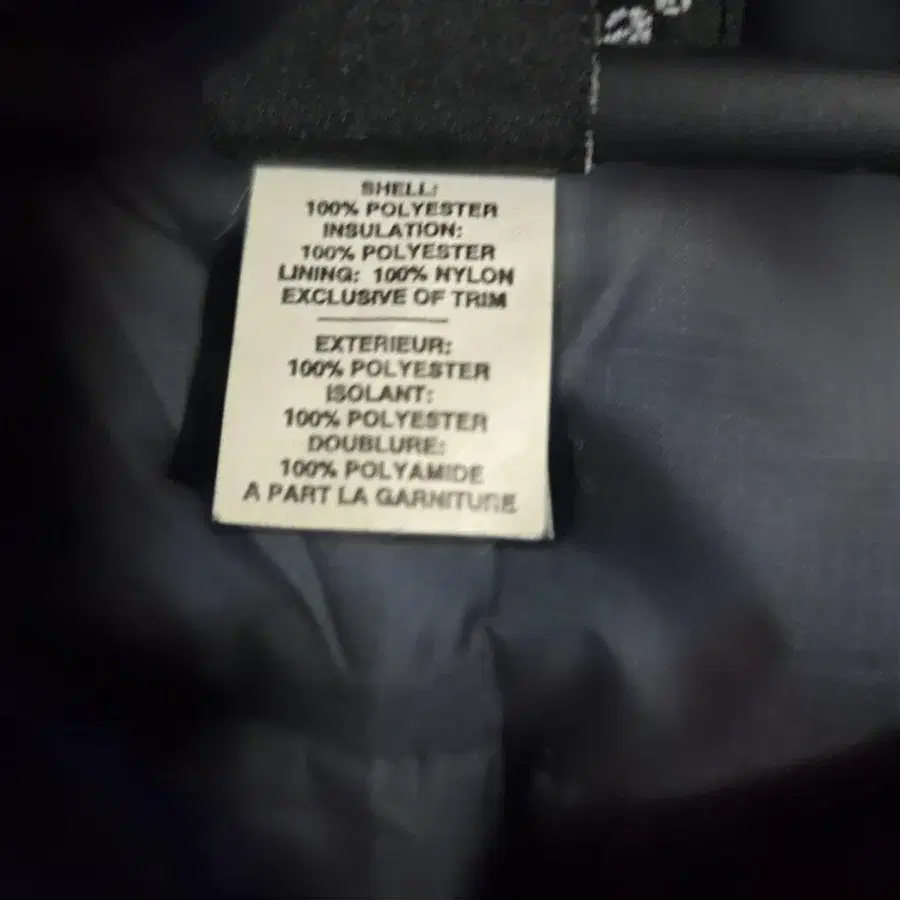 SHELL:
100% POLYESTER
INSULATION:
100% POLYESTER
LINING: 100% NYLON
EXCLUSIVE OF TRIM
EXTERIEUR:
100% POLYESTER
ISOLANT:
100% POLYESTER
DOUBLURE:
100% POLYAMIDE
A PART LA GARNITURE